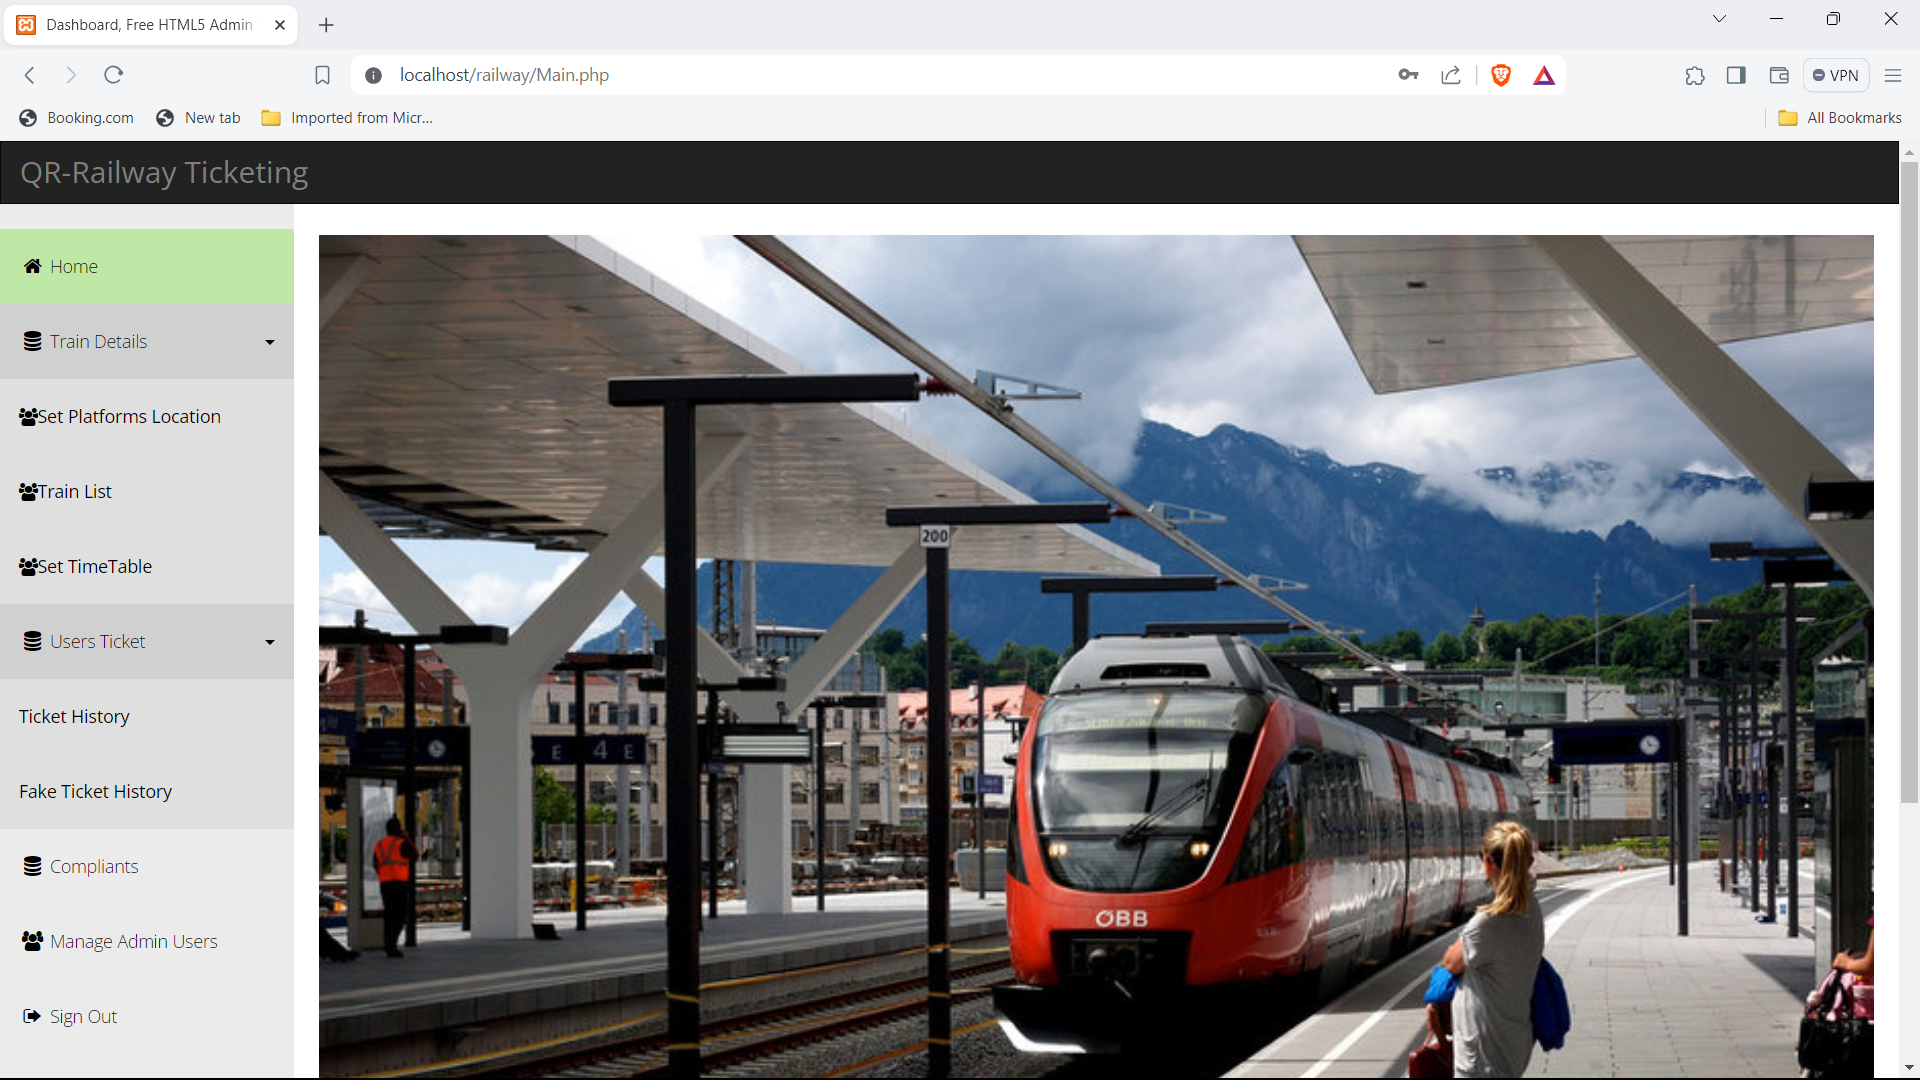 Dashboard, Free HTML5 Admin
localhost/railway/Main.php
VPN
Booking.com
New tab
Imported from Micr...
All Bookmarks
QR-Railway Ticketing
Home
Train Details
Set Platforms Location
Train List
Set TimeTable
Users Ticket
Ticket History
Fake Ticket History
Compliants
Manage Admin Users
Sign Out
200
E 4 E
ÖBB